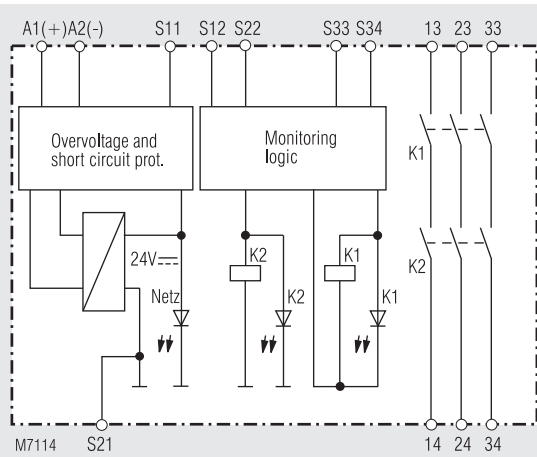 A1(+) A2(-) S11 S12 S22 S33 S34 13 23 33
Overvoltage and
short circuit prot.
Monitoring
logic
K1
24V
K2
K1
K2
Netz
K2
K1
M7114 S21 14 24 34